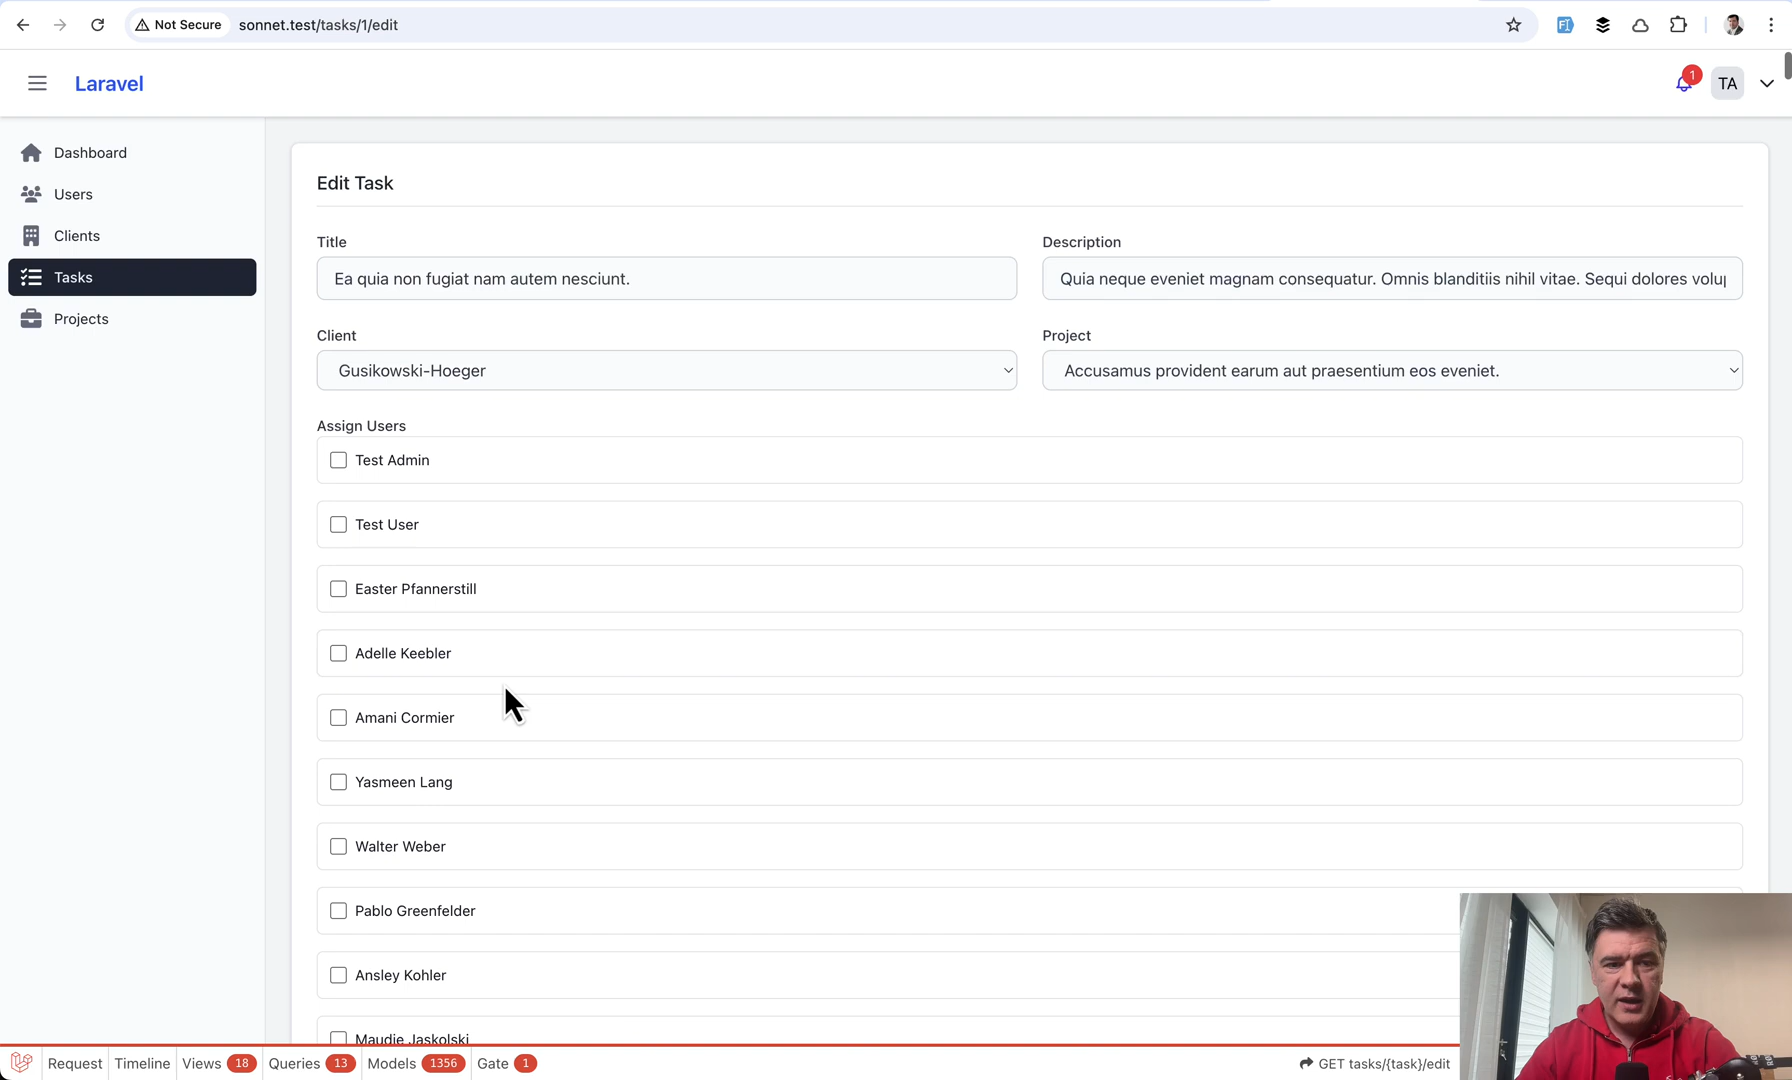 Not Secure
sonnet.test/tasks/1/edit
Laravel
1
TA
Dashboard
Users
Clients
Tasks
Projects
Edit Task
Title
Description
Ea quia non fugiat nam autem nesciunt.
Quia neque eveniet magnam consequatur. Omnis blanditiis nihil vitae. Sequi dolores volup
Client
Project
Gusikowski-Hoeger
Accusamus provident earum aut praesentium eos eveniet.
Assign Users
Test Admin
Test User
Easter Pfannerstill
Adelle Keebler
Amani Cormier
Yasmeen Lang
Walter Weber
Pablo Greenfelder
Ansley Kohler
Maudie Jaskolski
Request Timeline Views 18 Queries 13 Models 1356 Gate 1 GET tasks/{task}/edit